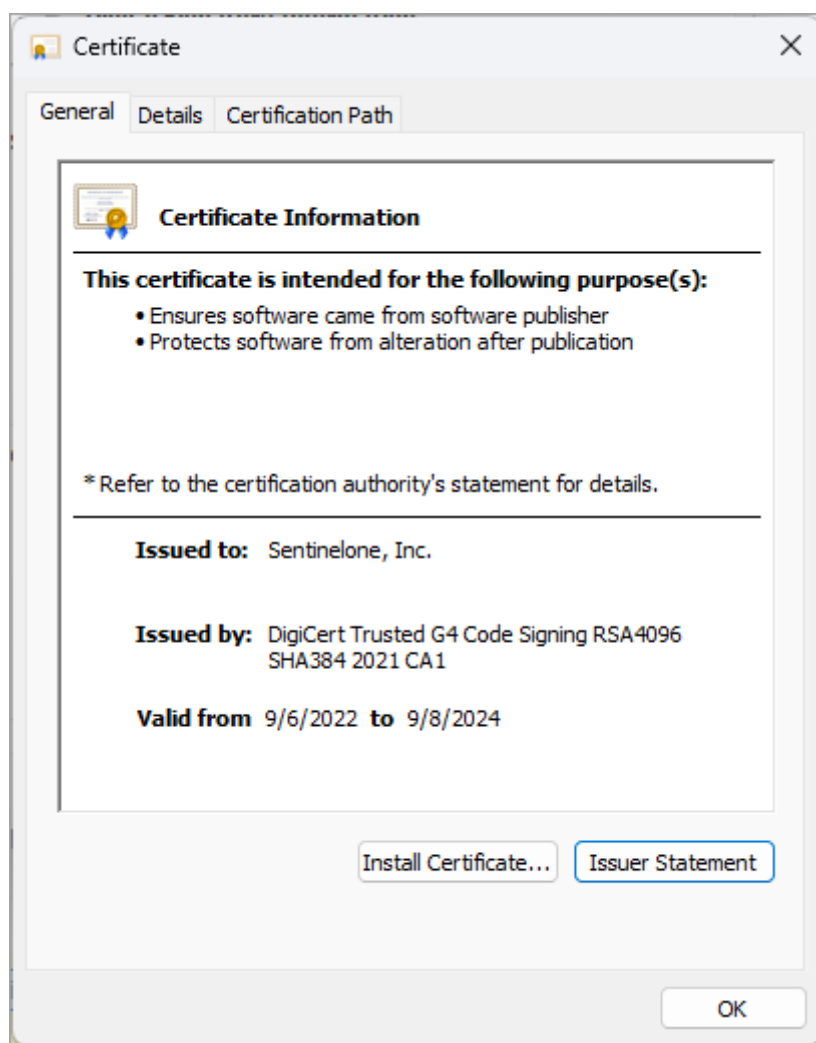 Certificate
General Details Certification Path
Certificate Information
This certificate is intended for the following purpose(s):
• Ensures software came from software publisher
• Protects software from alteration after publication
* Refer to the certification authority's statement for details.
Issued to: Sentinelone, Inc.
Issued by: DigiCert Trusted G4 Code Signing RSA4096
SHA384 2021 CA1
Valid from 9/6/2022 to 9/8/2024
Install Certificate... Issuer Statement
OK